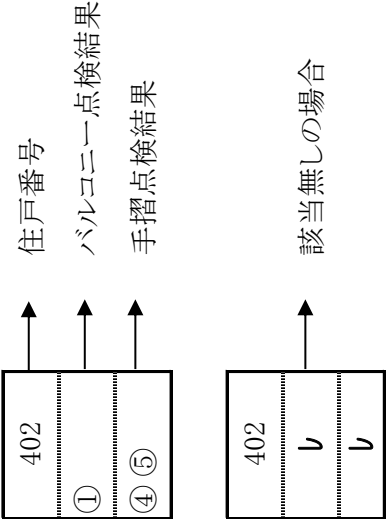 402 住戸番号
① バルコニー点検結果
④⑤ 手摺点検結果
402
レ 該当無しの場合
レ